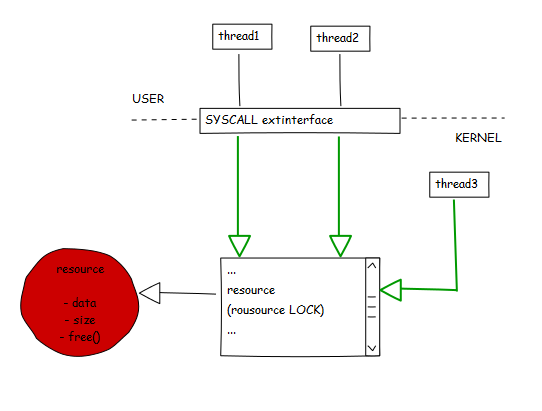 thread1
thread2
USER
SYSCALL extinterface
KERNEL
thread3
resource
- data
- size
- free()
...
resource
(rousource LOCK)
...